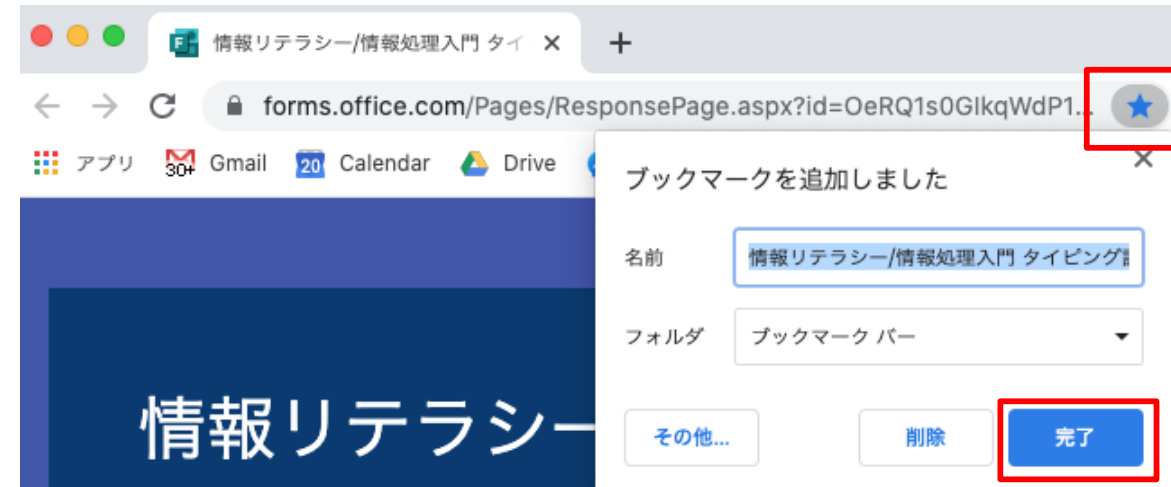 情報リテラシー/情報処理入門 タイ
forms.office.com/Pages/ResponsePage.aspx?id=OeRQ1s0GIkqWdP1...
アプリ 30+ Gmail 20 Calendar Drive
ブックマークを追加しました
名前 情報リテラシー/情報処理入門 タイピング
フォルダ ブックマーク バー
情報リテラシー
その他... 削除 完了